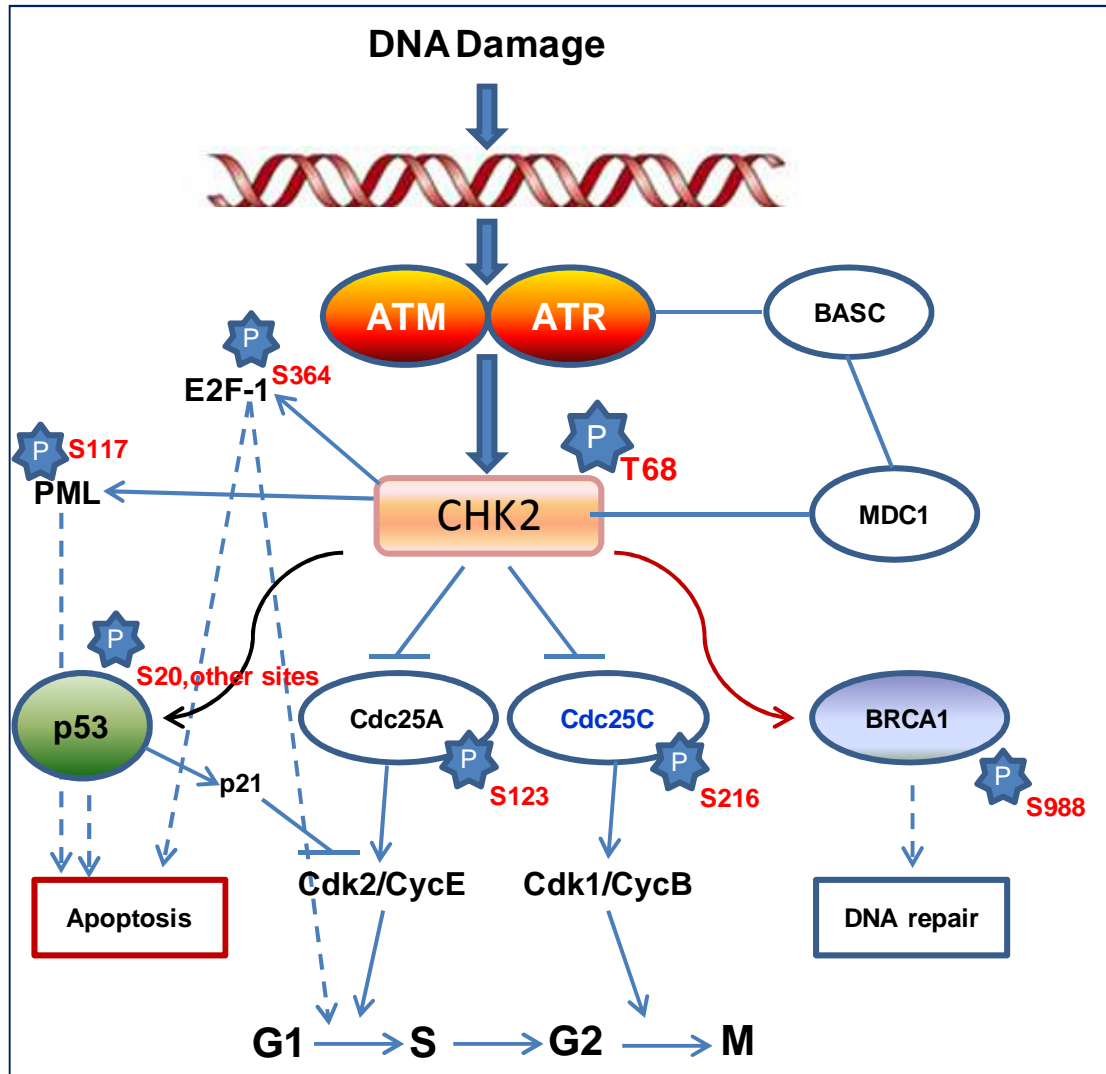 DNA Damage
ATM
ATR
BASC
P
E2F-1
S364
P
T68
P
S117
PML
CHK2
MDC1
P
S20,other sites
p53
Cdc25A
Cdc25C
BRCA1
P
S123
P
S216
P
S988
p21
Cdk2/CycE
Cdk1/CycB
Apoptosis
DNA repair
G1
S
G2
M